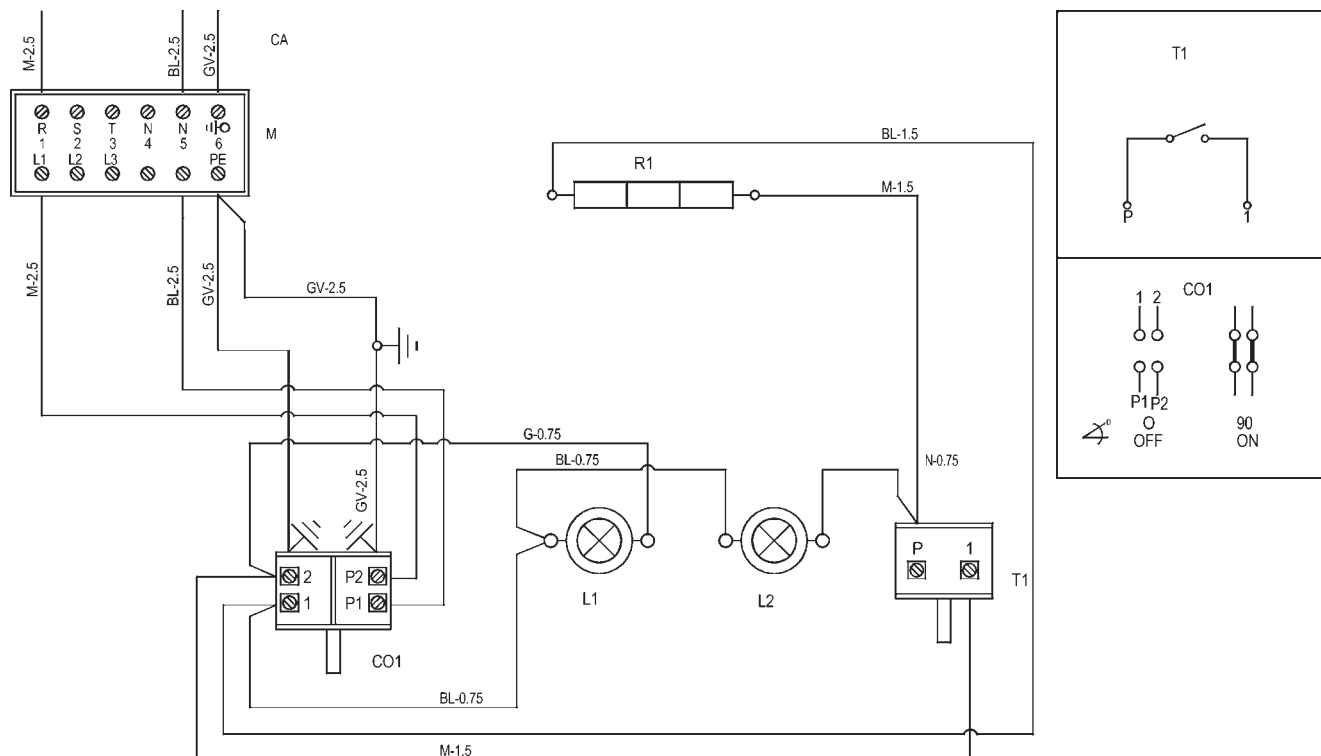 CA
M-2.5
BL-2.5
GV-2.5
R S T N N
1 2 3 4 5 6
L1 L2 L3 PE
M
M-2.5
BL-2.5
GV-2.5
GV-2.5
GV-2.5
R1
BL-1.5
M-1.5
G-0.75
BL-0.75
N-0.75
2 P2
1 P1
CO1
L1
L2
P 1
T1
BL-0.75
M-1.5
T1
P 1
CO1
1 2
P1 P2
O
OFF
90
ON
o